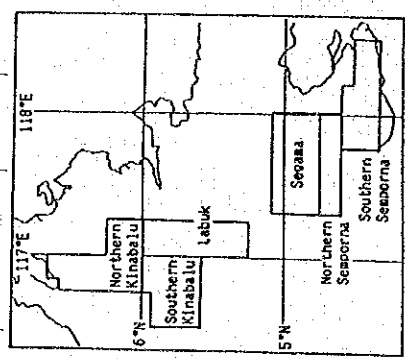 117°E
118°E
6°N
5°N
Northern
Kinabalu
Southern
Kinabalu
Labuk
Segama
Northern
Semporna
Southern
Semporna